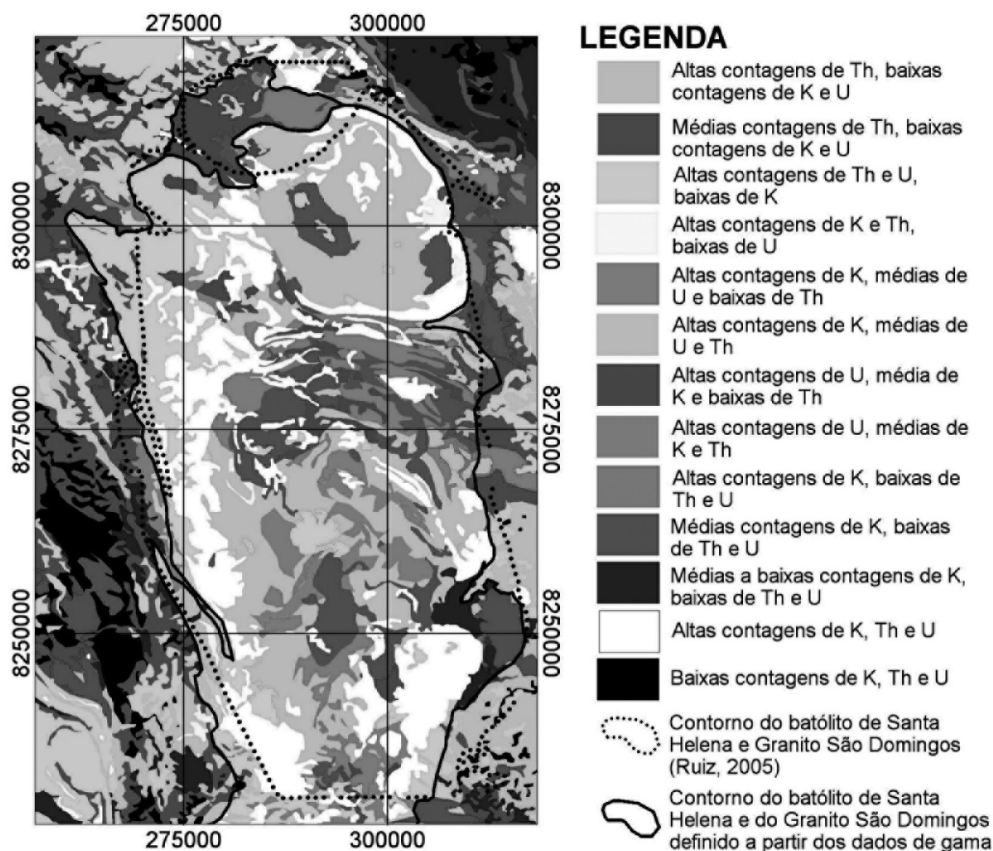 275000
300000
8300000
8300000
8275000
8275000
8250000
8250000
275000
300000
LEGENDA
Altas contagens de Th, baixas
contagens de K e U
Médias contagens de Th, baixas
contagens de K e U
Altas contagens de Th e U,
baixas de K
Altas contagens de K e Th,
baixas de U
Altas contagens de K, médias de
U e baixas de Th
Altas contagens de K, médias de
U e Th
Altas contagens de U, média de
K e baixas de Th
Altas contagens de U, médias de
K e Th
Altas contagens de K, baixas de
Th e U
Médias contagens de K, baixas
de Th e U
Médias a baixas contagens de K,
baixas de Th e U
Altas contagens de K, Th e U
Baixas contagens de K, Th e U
Contorno do batólito de Santa
Helena e Granito São Domingos
(Ruiz, 2005)
Contorno do batólito de Santa
Helena e do Granito São Domingos
definido a partir dos dados de gama